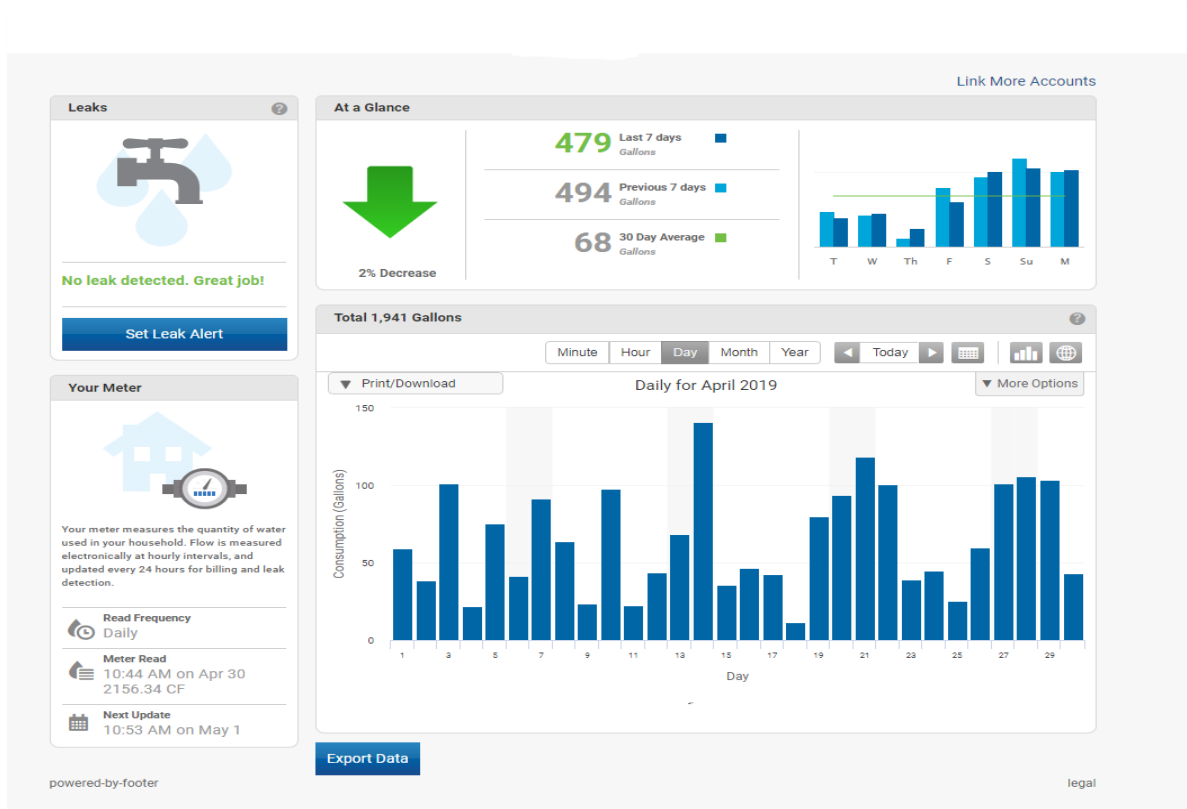 Link More Accounts
Leaks
No leak detected. Great job!
Set Leak Alert
At a Glance
2% Decrease
479 Last 7 days
Gallons
494 Previous 7 days
Gallons
68 30 Day Average
Gallons
T W Th F S Su M
Your Meter
Your meter measures the quantity of water
used in your household. Flow is measured
electronically at hourly intervals, and
updated every 24 hours for billing and leak
detection.
Read Frequency
Daily
Meter Read
10:44 AM on Apr 30
2156.34 CF
Next Update
10:53 AM on May 1
Total 1,941 Gallons
Minute Hour Day Month Year Today
Print/Download
Daily for April 2019
More Options
Consumption (Gallons)
150
100
50
0
1 3 5 7 9 11 13 15 17 19 21 23 25 27 29
Day
Export Data
powered-by-footer
legal